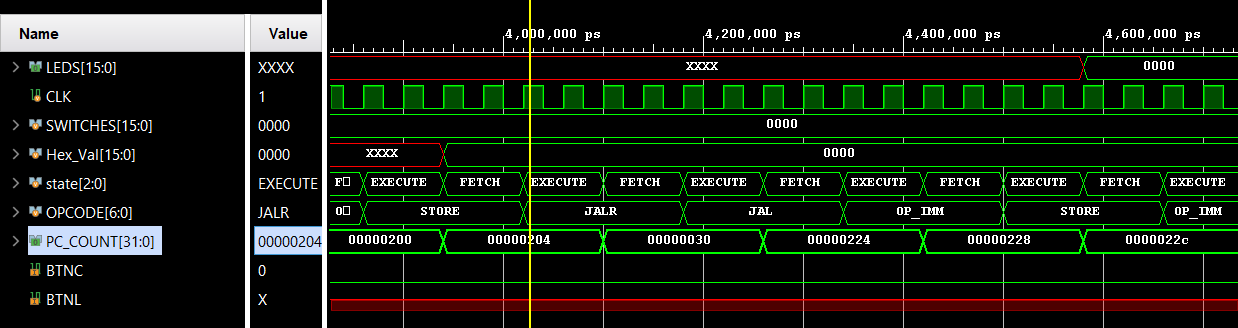 Name Value
4,000,000 ps 4,200,000 ps 4,400,000 ps 4,600,000 ps
LEDS[15:0] XXXX XXXX 0000
CLK 1
SWITCHES[15:0] 0000 0000
Hex_Val[15:0] 0000 XXXX 0000
state[2:0] EXECUTE F EXECUTE FETCH EXECUTE FETCH EXECUTE FETCH EXECUTE FETCH EXECUTE FETCH EXECUTE
OPCODE[6:0] JALR O STORE JALR JAL OP_IMM STORE OP_IMM
PC_COUNT[31:0] 00000204 00000200 00000204 00000030 00000224 00000228 0000022c
BTNC 0
BTNL X